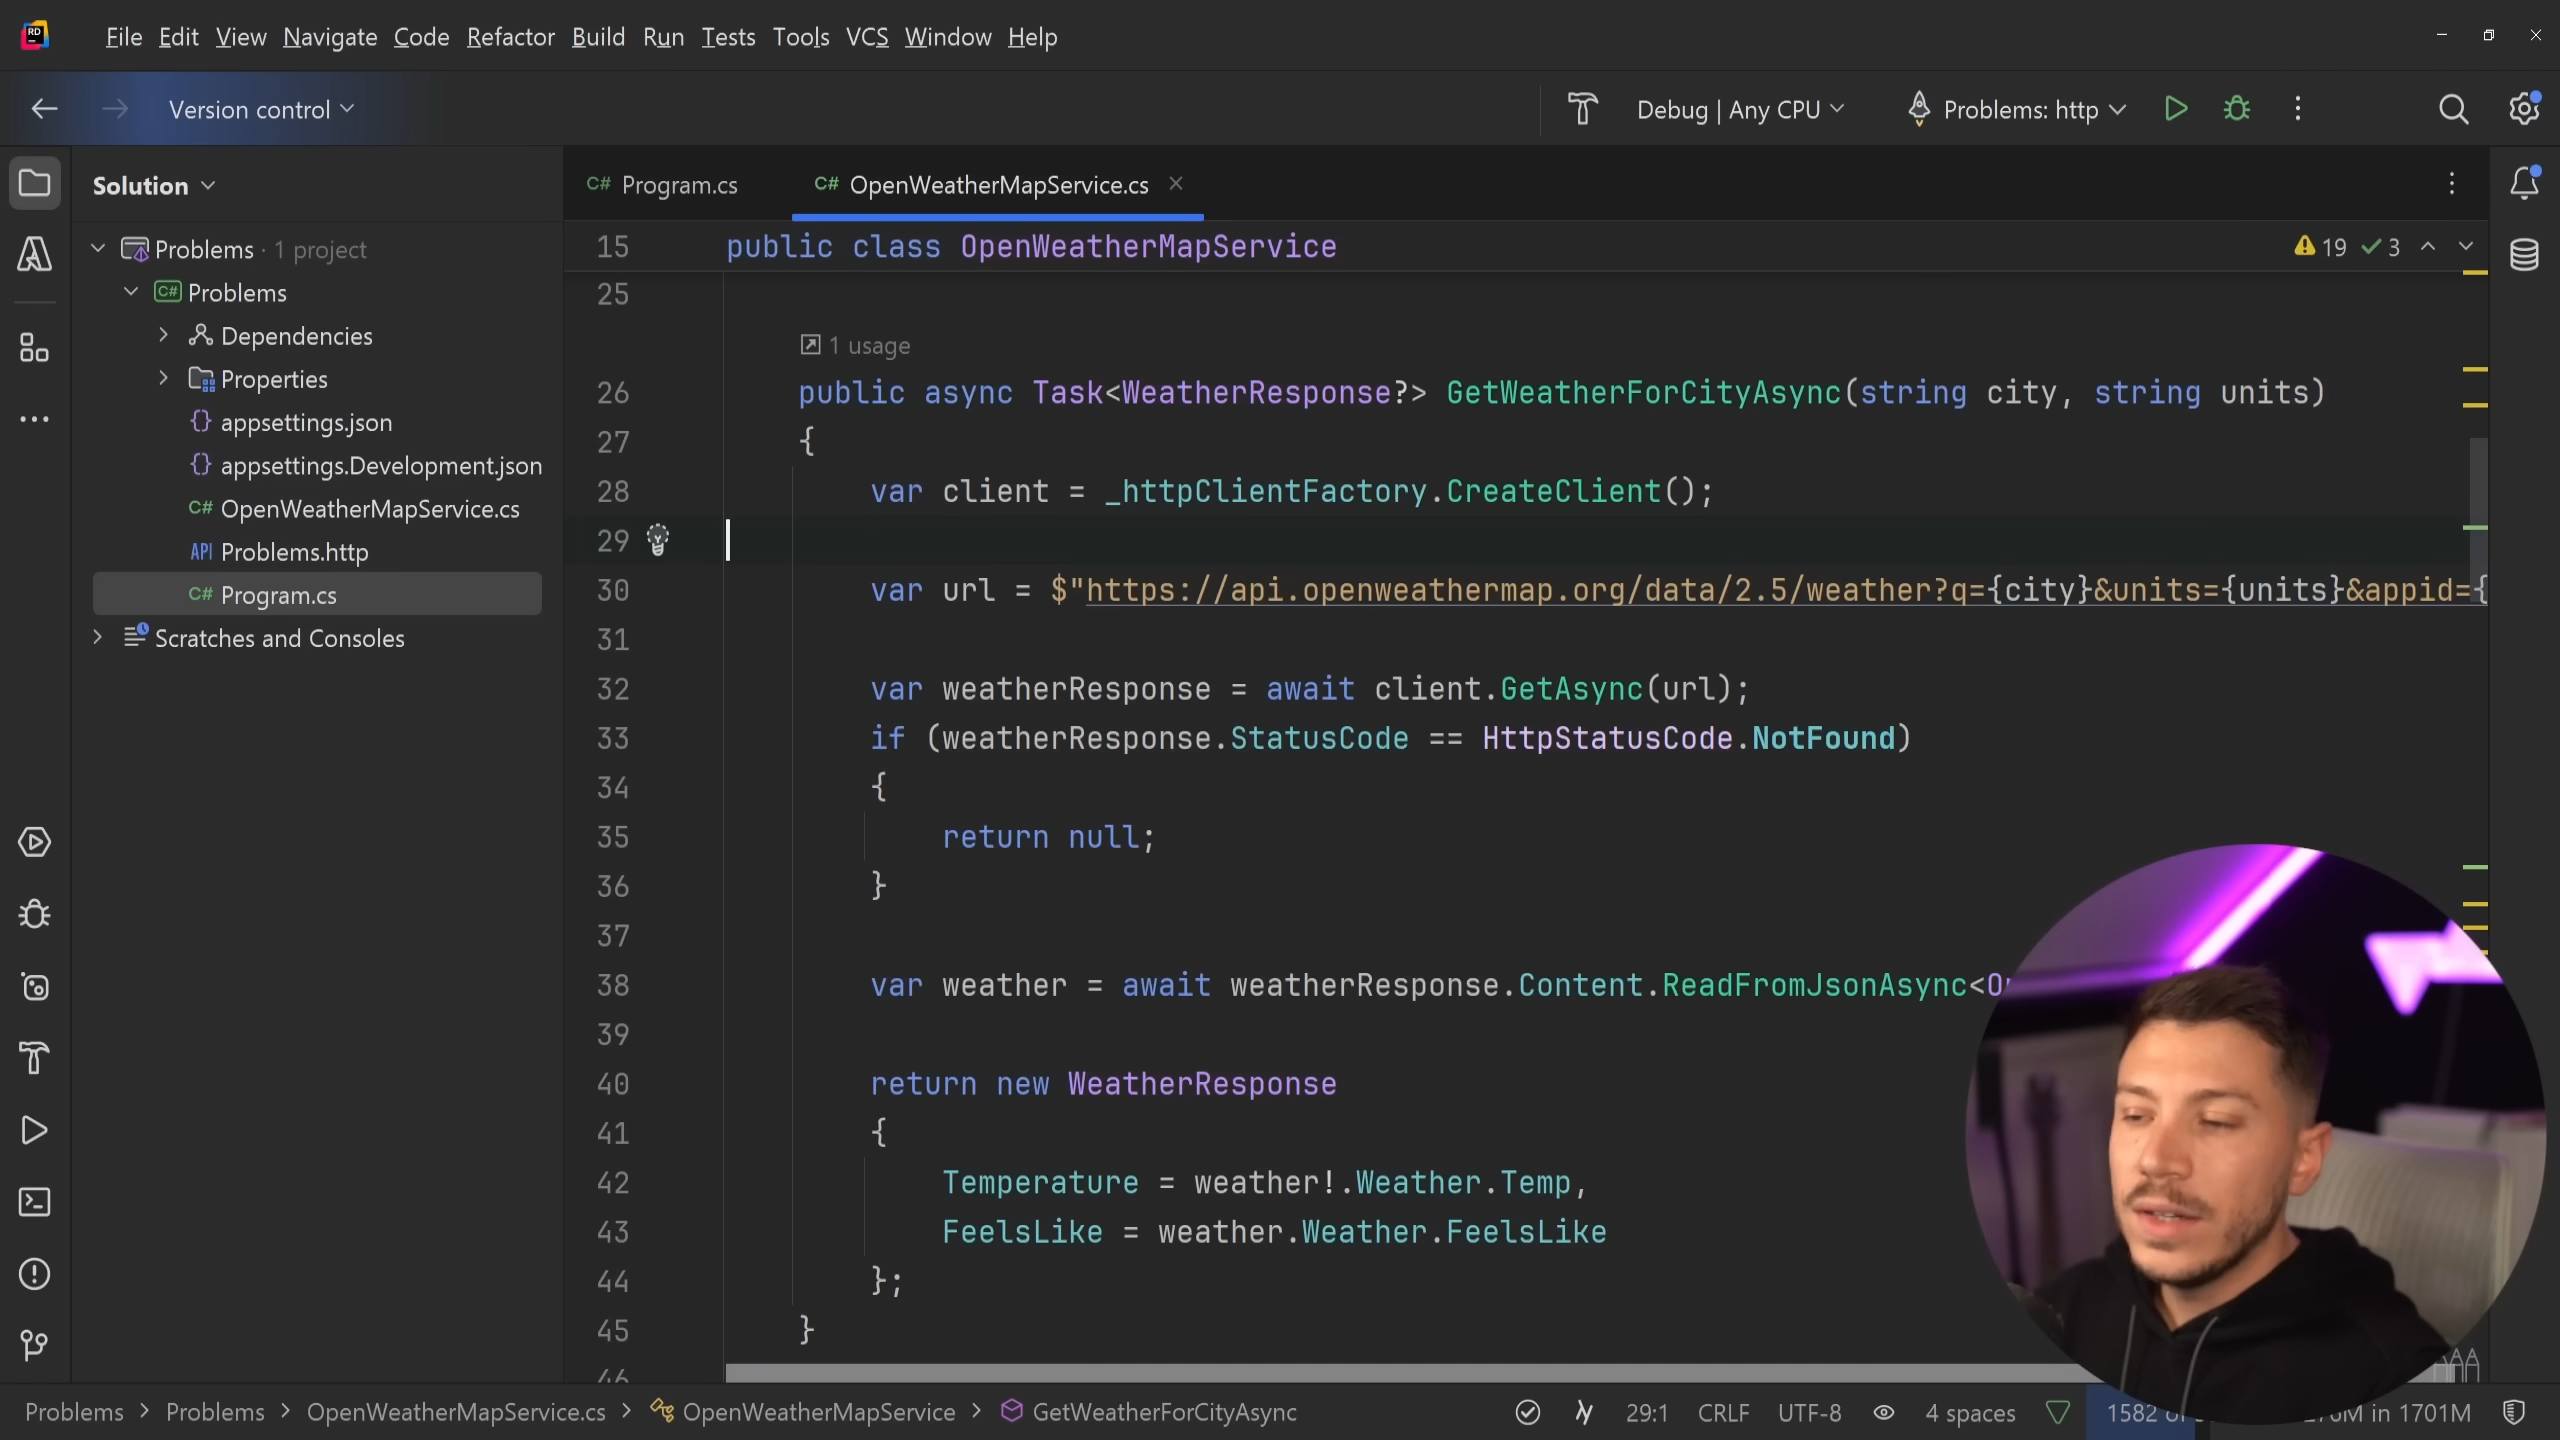 RD
File Edit View Navigate Code Refactor Build Run Tests Tools VCS Window Help
Version control
Debug | Any CPU
Problems: http
Solution
C# Program.cs
C# OpenWeatherMapService.cs
Problems · 1 project
C# Problems
Dependencies
Properties
{} appsettings.json
{} appsettings.Development.json
C# OpenWeatherMapService.cs
API Problems.http
C# Program.cs
Scratches and Consoles
15 public class OpenWeatherMapService
19 3
25
1 usage
26 public async Task<WeatherResponse?> GetWeatherForCityAsync(string city, string units)
27 {
28 var client = _httpClientFactory.CreateClient();
29
30 var url = $"https://api.openweathermap.org/data/2.5/weather?q={city}&units={units}&appid={
31
32 var weatherResponse = await client.GetAsync(url);
33 if (weatherResponse.StatusCode == HttpStatusCode.NotFound)
34 {
35 return null;
36 }
37
38 var weather = await weatherResponse.Content.ReadFromJsonAsync<
39
40 return new WeatherResponse
41 {
42 Temperature = weather!.Weather.Temp,
43 FeelsLike = weather.Weather.FeelsLike
44 };
45 }
46
Problems > Problems > OpenWeatherMapService.cs > OpenWeatherMapService > GetWeatherForCityAsync
29:1 CRLF UTF-8 4 spaces 1582 in 1701M